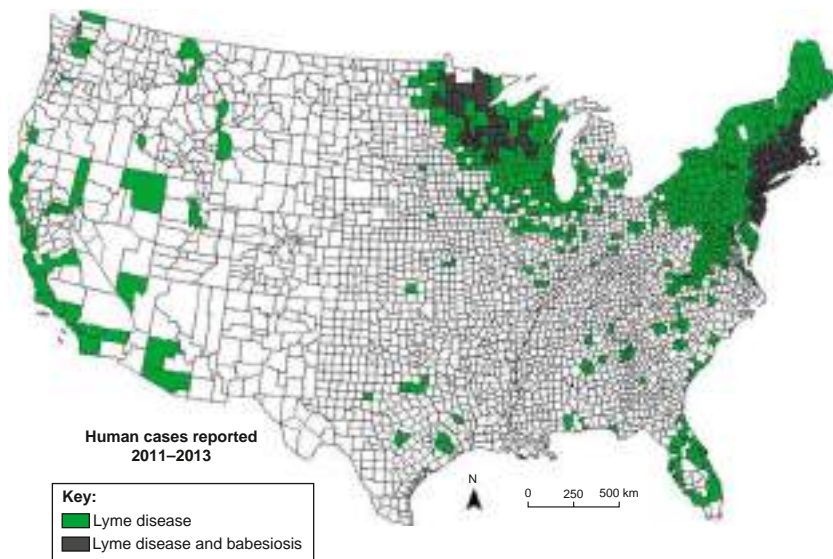 Human cases reported
2011–2013
Key:
Lyme disease
Lyme disease and babesiosis
N
0 250 500 km